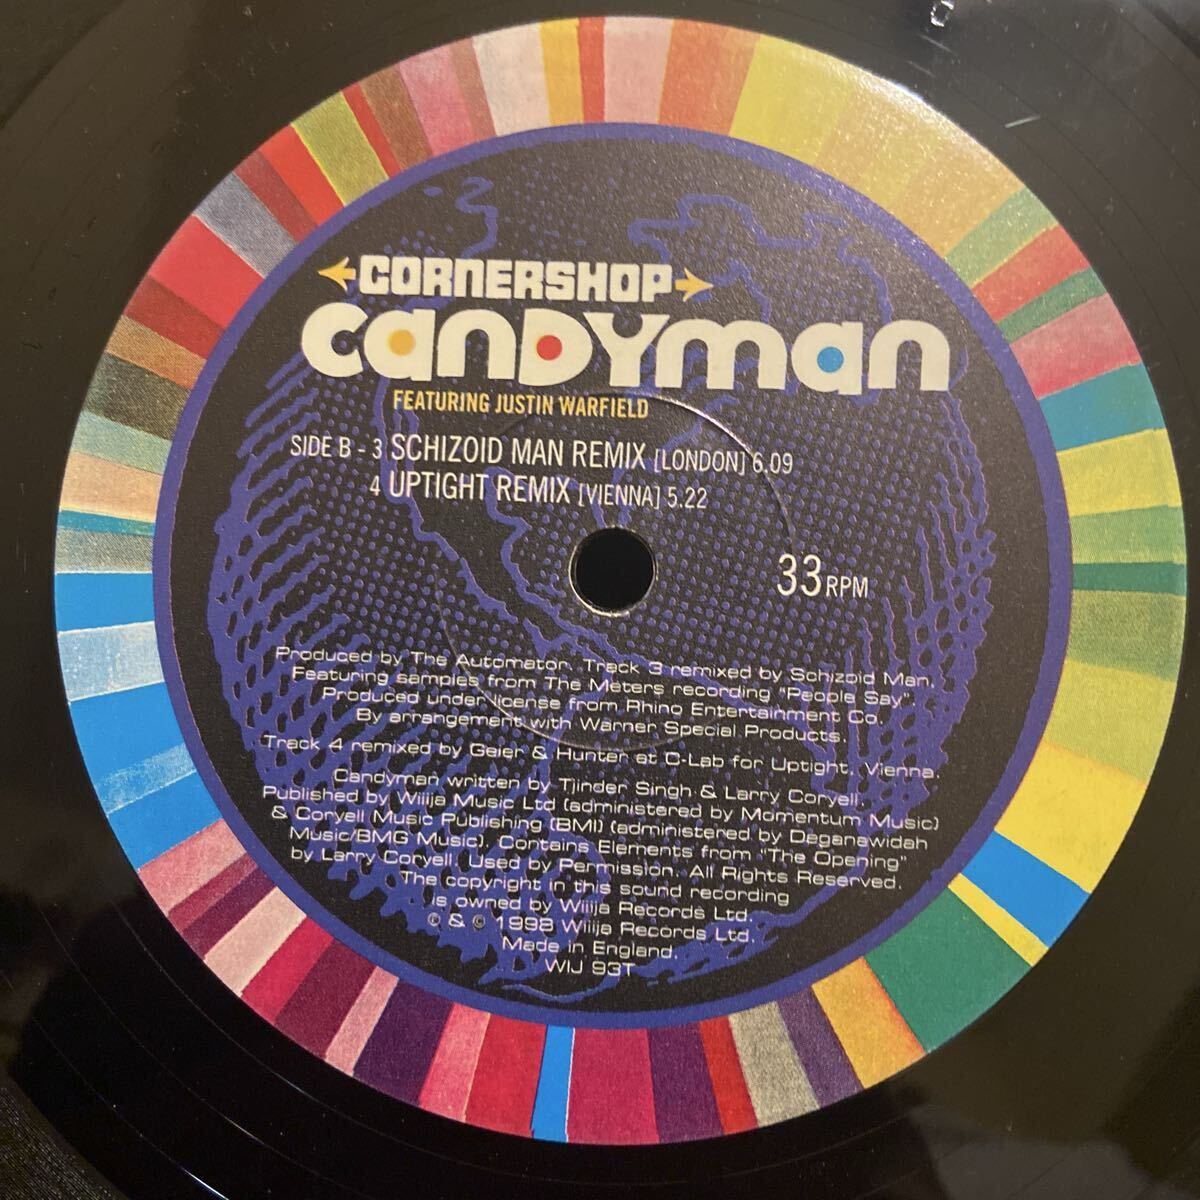 CORNERSHOP
CANDYMAN
FEATURING JUSTIN WARFIELD
SIDE B - 3 SCHIZOID MAN REMIX [LONDON] 6.09
4 UPTIGHT REMIX [VIENNA] 5.22
33RPM
Produced by The Automator. Track 3 remixed by Schizoid Man.
Featuring samples from The Meters recording "People Say".
Produced under license from Rhino Entertainment Co.
By arrangement with Warner Special Products.
Track 4 remixed by Geier & Hunter at C-Lab for Uptight, Vienna.
Candyman written by Tjinder Singh & Larry Coryell.
Published by Wiiija Music Ltd (administered by Momentum Music)
& Coryell Music Publishing (BMI) (administered by Deganawidah
Music/BMG Music). Contains Elements from "The Opening"
by Larry Coryell. Used by Permission. All Rights Reserved.
The copyright in this sound recording
is owned by Wiiija Records Ltd.
© & © 1998 Wiiija Records Ltd.
Made in England.
WIJ 93T